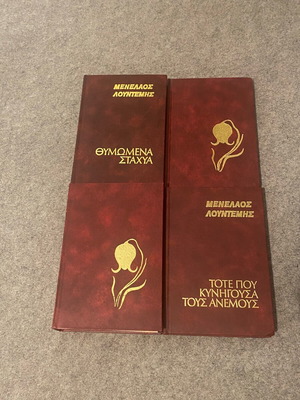 ΜΕΝΕΛΑΟΣ
ΛΟΥΝΤΕΜΗΣ
ΘΥΜΩΜΕΝΑ
ΣΤΑΧΥΑ
ΜΕΝΕΛΑΟΣ
ΛΟΥΝΤΕΜΗΣ
ΤΟΤΕ ΠΟΥ
ΚΥΝΗΓΟΥΣΑ
ΤΟΥΣ ΑΝΕΜΟΥΣ